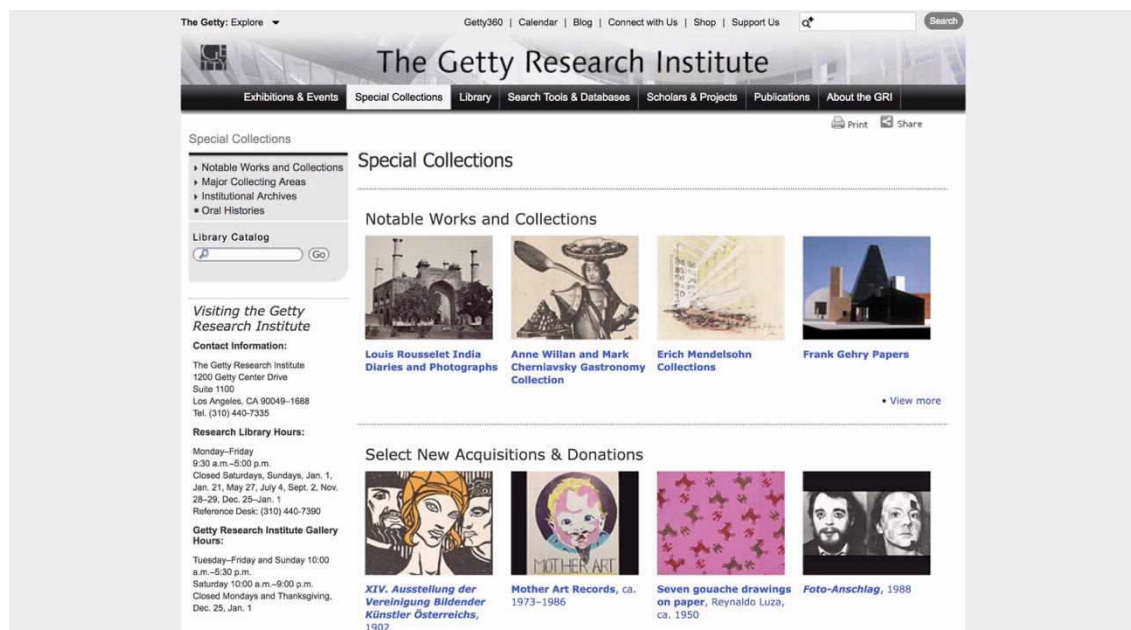 The Getty: Explore
Getty360 | Calendar | Blog | Connect with Us | Shop | Support Us
Search
The Getty Research Institute
Exhibitions & Events
Special Collections
Library
Search Tools & Databases
Scholars & Projects
Publications
About the GRI
Print
Share
Special Collections
Notable Works and Collections
Major Collecting Areas
Institutional Archives
Oral Histories
Library Catalog
Go
Visiting the Getty
Research Institute
Contact Information:
The Getty Research Institute
1200 Getty Center Drive
Suite 1100
Los Angeles, CA 90049–1688
Tel. (310) 440-7335
Research Library Hours:
Monday–Friday
9:30 a.m.–5:00 p.m.
Closed Saturdays, Sundays, Jan. 1,
Jan. 21, May 27, July 4, Sept. 2, Nov.
28–29, Dec. 25–Jan. 1
Reference Desk: (310) 440-7390
Getty Research Institute Gallery
Hours:
Tuesday–Friday and Sunday 10:00
a.m.–5:30 p.m.
Saturday 10:00 a.m.–9:00 p.m.
Closed Mondays and Thanksgiving,
Dec. 25, Jan. 1
Special Collections
Notable Works and Collections
Louis Rousselet India
Diaries and Photographs
Anne Willan and Mark
Cherniavsky Gastronomy
Collection
Erich Mendelsohn
Collections
Frank Gehry Papers
• View more
Select New Acquisitions & Donations
MOTHER ART
XIV. Ausstellung der
Vereinigung Bildender
Künstler Österreichs,
1902
Mother Art Records, ca.
1973–1986
Seven gouache drawings
on paper, Reynaldo Luza,
ca. 1950
Foto-Anschlag, 1988